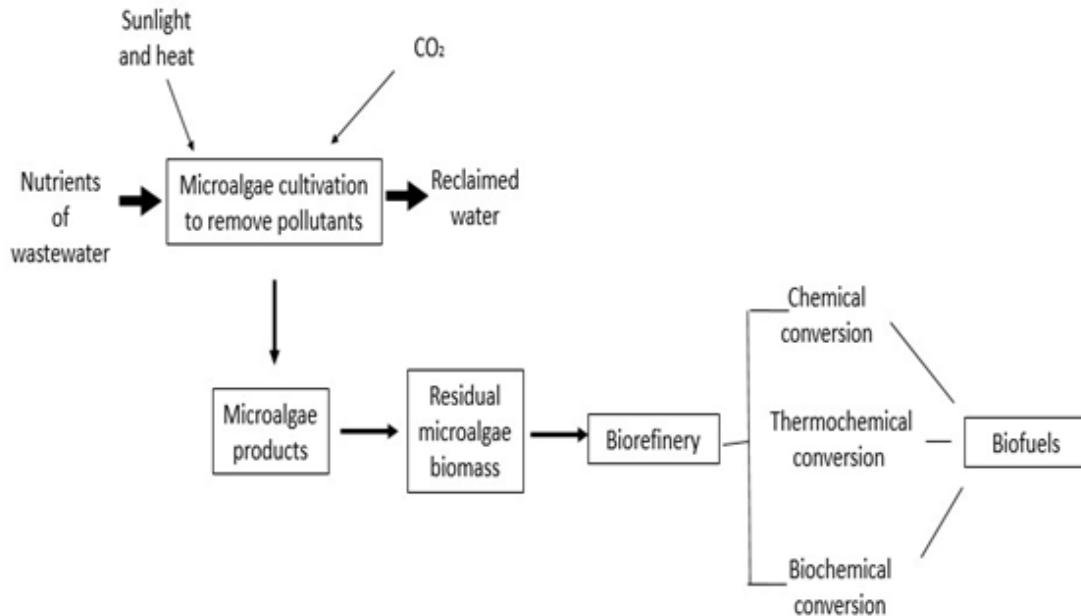 Sunlight
and heat
CO₂
Nutrients
of
wastewater
Microalgae cultivation
to remove pollutants
Reclaimed
water
Microalgae
products
Residual
microalgae
biomass
Biorefinery
Chemical
conversion
Thermochemical
conversion
Biochemical
conversion
Biofuels